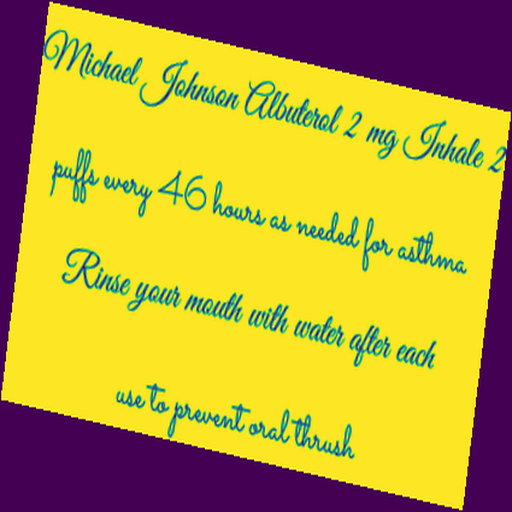 Michael Johnson Albuterol 2 mg Inhale 2
puffs every 46 hours as needed for asthma
Rinse your mouth with water after each
use to prevent oral thrush